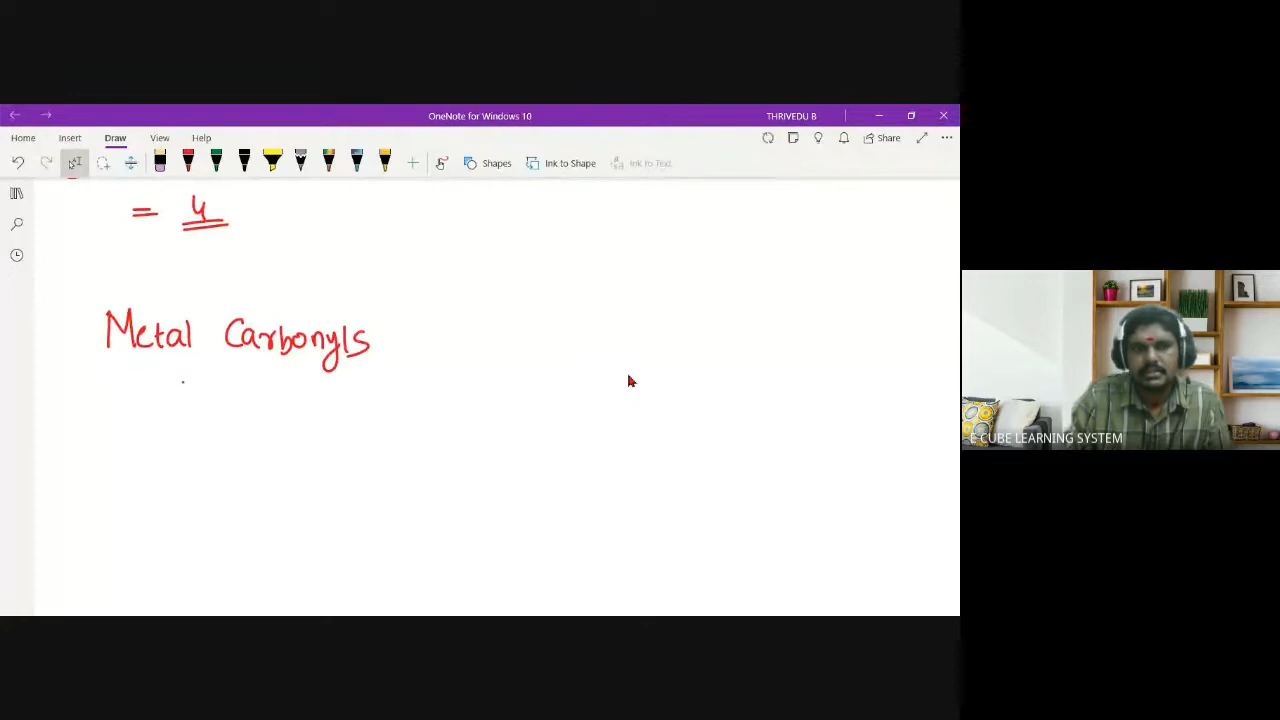 OneNote for Windows 10
THRIVEDU B
Home Insert Draw View Help
Share
Shapes Ink to Shape Ink to Text
= 4
Metal Carbonyls
E CUBE LEARNING SYSTEM